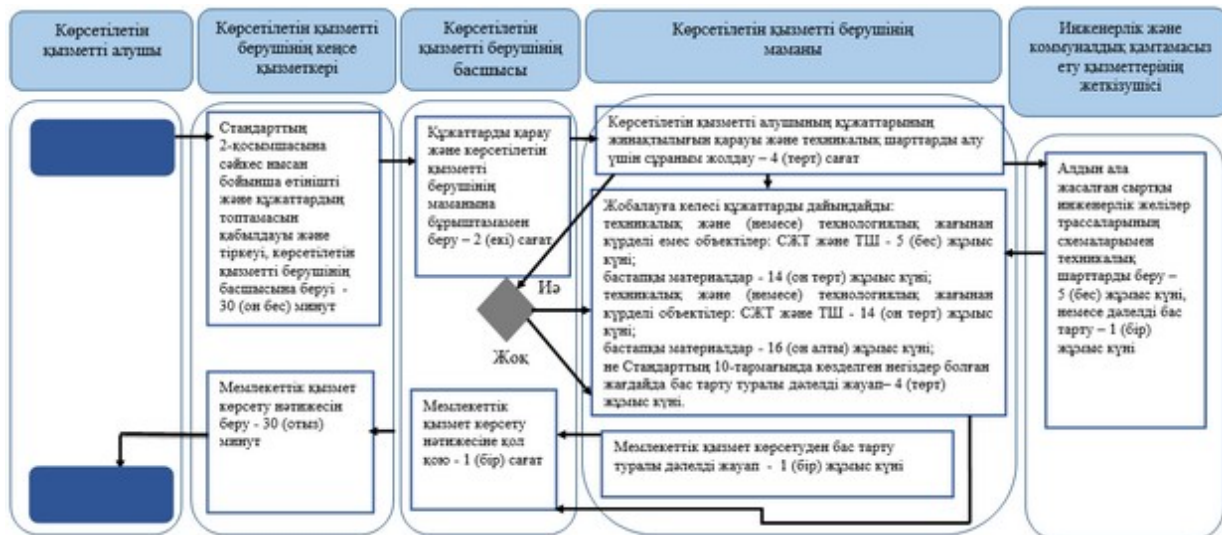 Көрсетілетін
қызметті алушы
Көрсетілетін қызметті
берушінің кеңсе
қызметкері
Көрсетілетін
қызметті берушінің
басшысы
Көрсетілетін қызметті берушінің
маманы
Инженерлік және
коммуналдық қамтамасыз
ету қызметтерінің
жеткізушісі
Стандарттың
2-қосымшасына
сәйкес нысан
бойынша өтінішті
және құжаттардың
топтамасын
қабылдауы және
тіркеуі, көрсетілетін
қызметті берушінің
басшысына беруі -
30 (он бес) минут
Құжаттарды қарау
және көрсетілетін
қызметті
берушінің
маманына
бұрыштамамен
беру – 2 (екі) сағат
Иә
Жоқ
Көрсетілетін қызметті алушының құжаттарының
жинақтылығын қарауы және техникалық шарттарды алу
үшін сұраным жолдау – 4 (төрт) сағат
Жобалауға келесі құжаттарды дайындайды:
техникалық және (немесе) технологиклық жағынан
күрделі емес объектілер: СЖТ және ТШ - 5 (бес) жұмыс
күні;
бастапқы материалдар - 14 (он төрт) жұмыс күні;
техникалық және (немесе) технологиклық жағынан
күрделі объектілер: СЖТ және ТШ - 14 (он төрт) жұмыс
күні;
бастапқы материалдар - 16 (он алты) жұмыс күні;
не Стандарттың 10-тармағында көзделген негіздер болған
жағдайда бас тарту туралы дәлелді жауап– 4 (төрт)
жұмыс күні.
Алдын ала
жасалған сыртқы
инженерлік желілер
трассаларының
схемаларымен
техникалық
шарттарды беру –
5 (бес) жұмыс күні,
немесе дәлелді бас
тарту – 1 (бір)
жұмыс күні
Мемлекеттік қызмет
көрсету нәтижесін
беру - 30 (отыз)
минут
Мемлекеттік
қызмет көрсету
нәтижесіне қол
қою - 1 (бір) сағат
Мемлекеттік қызмет көрсетуден бас тарту
туралы дәлелді жауап - 1 (бір) жұмыс күні